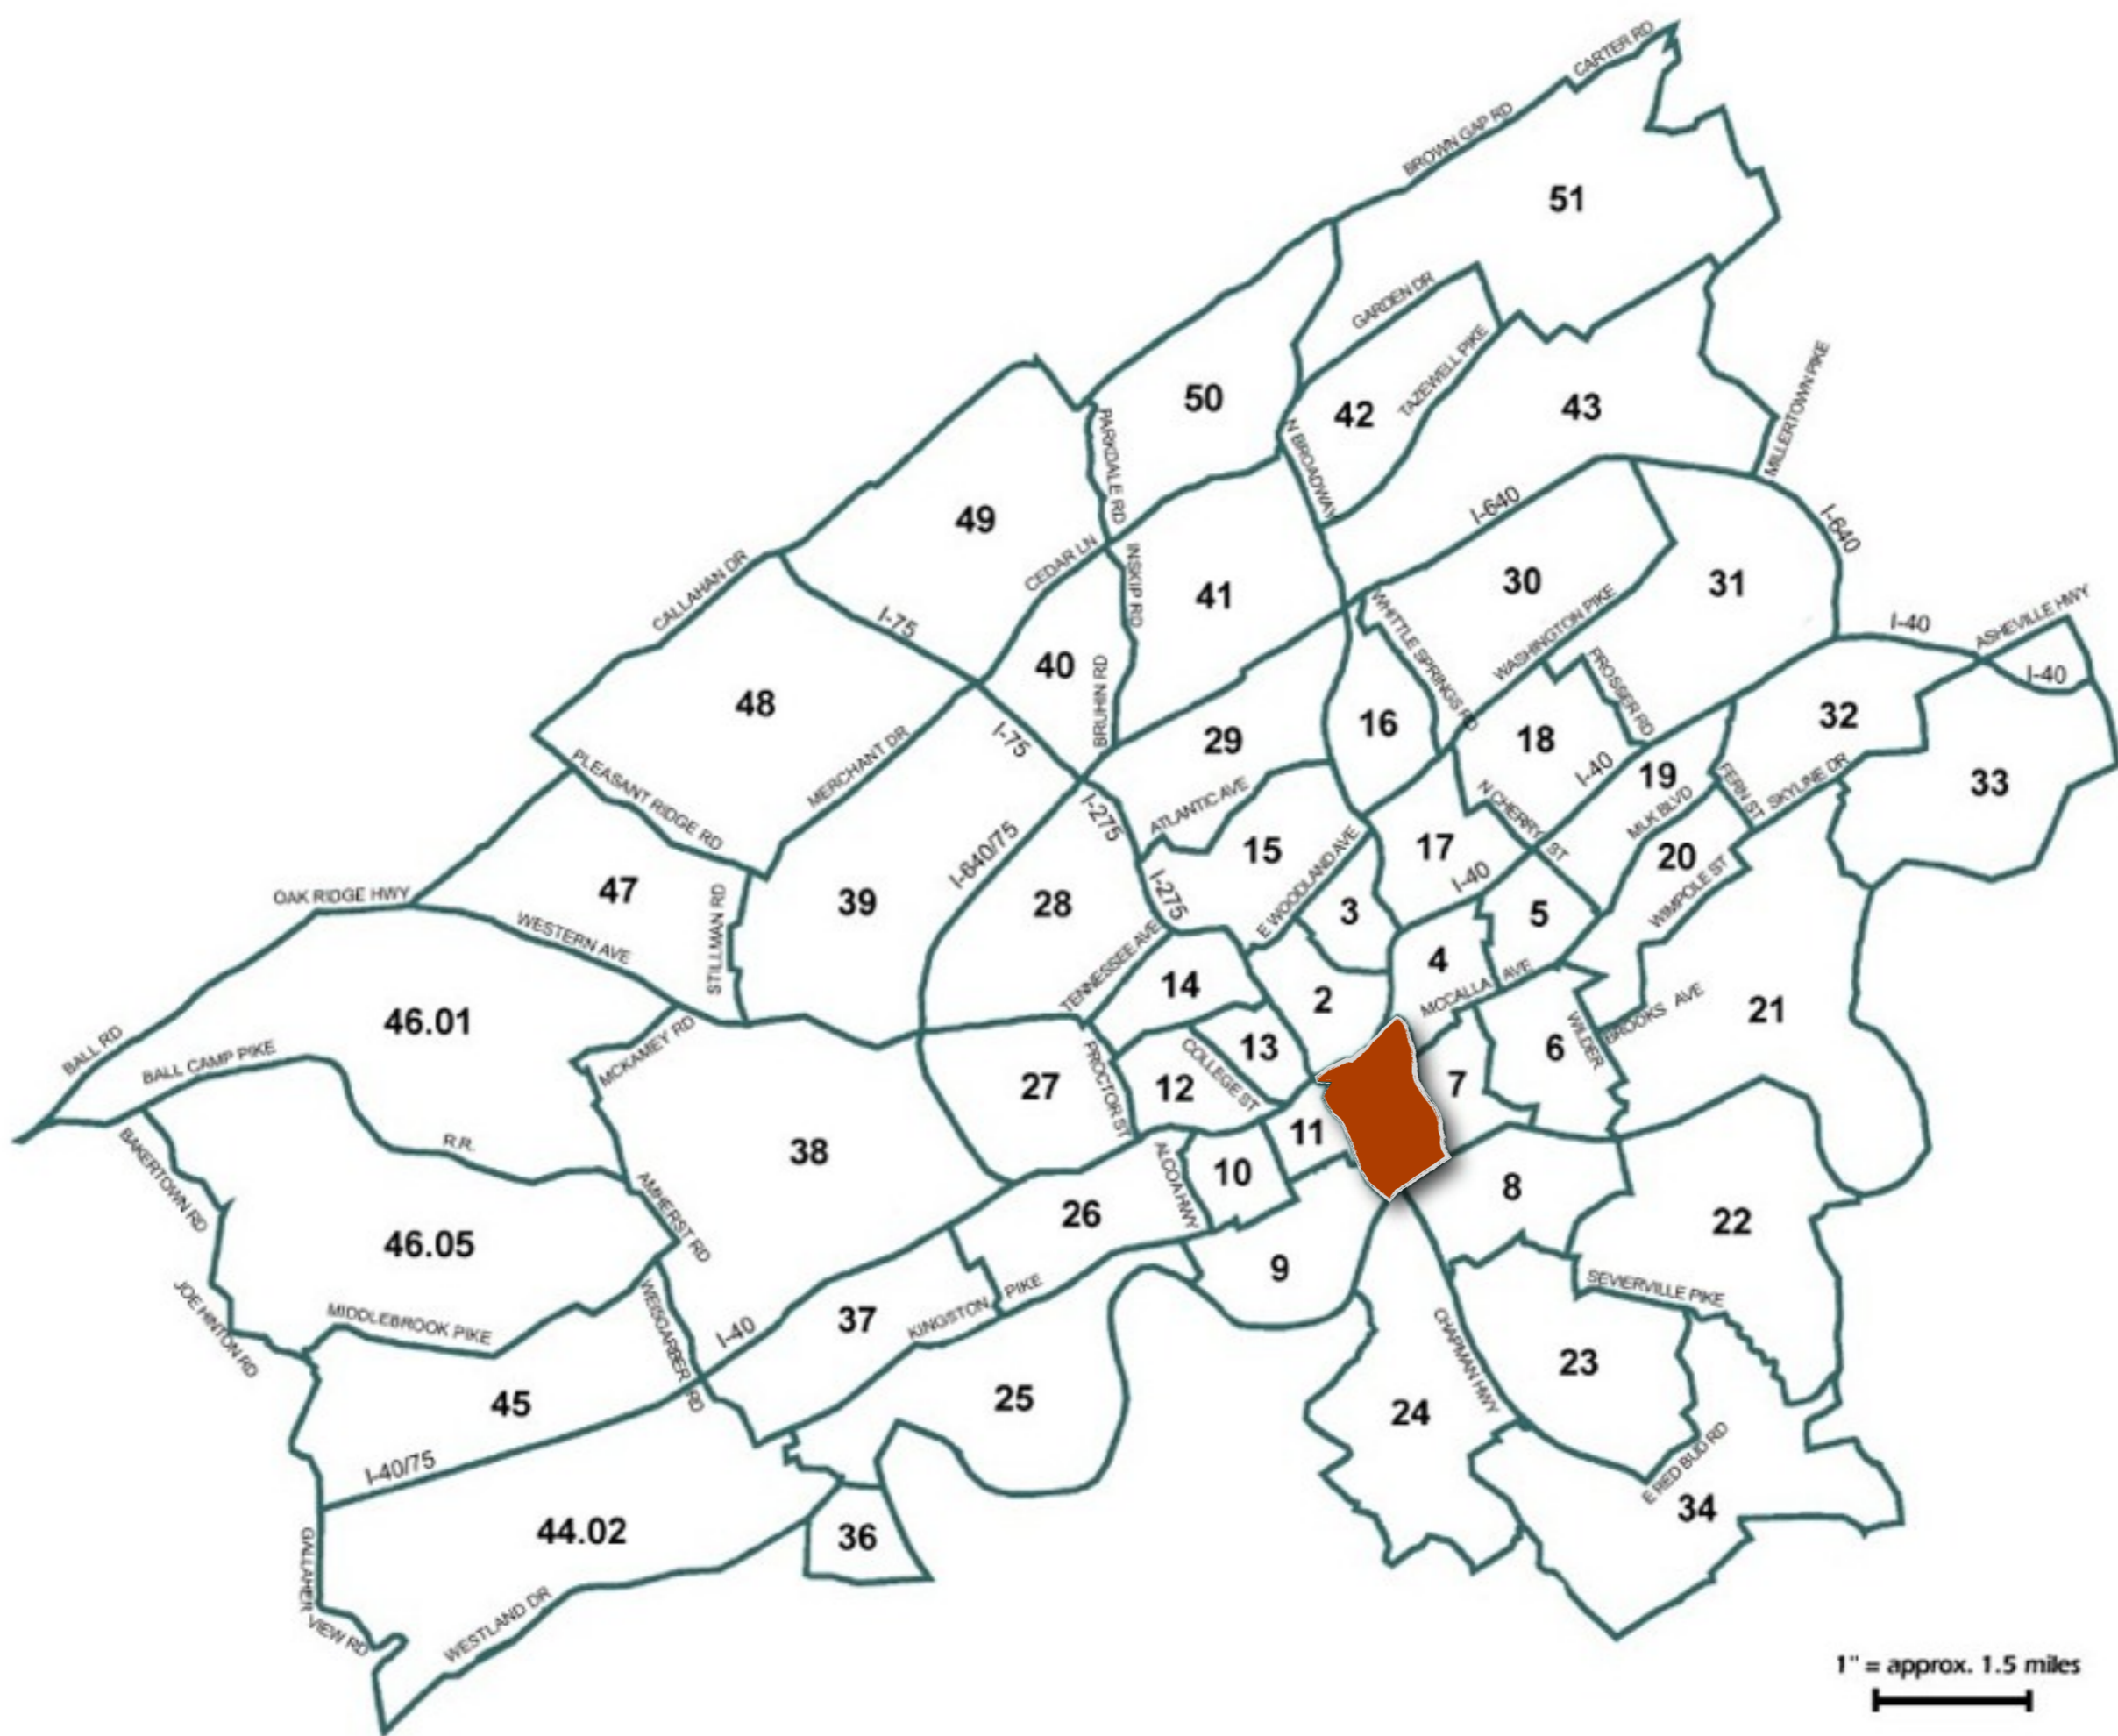 CARTER RD
BROWN GAP RD
51
GARDEN DR
TAZEWELL PIKE
MILLERTOWN PIKE
50
42
43
N BROADWAY
PARKDALE RD
I-640
I-640
49
CEDAR LN
INSKIP RD
CALLAHAN DR
I-75
41
30
31
WHITTLE SPRINGS RD
WASHINGTON PIKE
PROSSER RD
I-40
ASHEVILLE HWY
I-40
40
BRUHN RD
48
MERCHANT DR
I-75
29
16
18
I-40
19
32
33
PLEASANT RIDGE RD
I-275
ATLANTIC AVE
N CHERRY ST
MLK BLVD
FERN ST
SKYLINE DR
I-640/75
15
E WOODLAND AVE
17
I-40
20
WIMPOLE ST
OAK RIDGE HWY
47
STILLMAN RD
39
28
I-275
3
5
WESTERN AVE
TENNESSEE AVE
14
2
4
MCCALLA AVE
46.01
MCKAMEY RD
BALL RD
BALL CAMP PIKE
27
PROCTOR ST
12
COLLEGE ST
13
7
6
WILDER
BROOKS AVE
21
R.R.
38
11
BAKERTOWN RD
AMHERST RD
26
ALCOA HWY
10
8
22
46.05
9
SEVIERVILLE PIKE
JOE HINTON RD
MIDDLEBROOK PIKE
WEISGARBER RD
I-40
37
KINGSTON PIKE
CHAPMAN HWY
23
45
25
24
I-40/75
E RED BUD RD
34
44.02
36
GALLAHER VIEW RD
WESTLAND DR
1" = approx. 1.5 miles